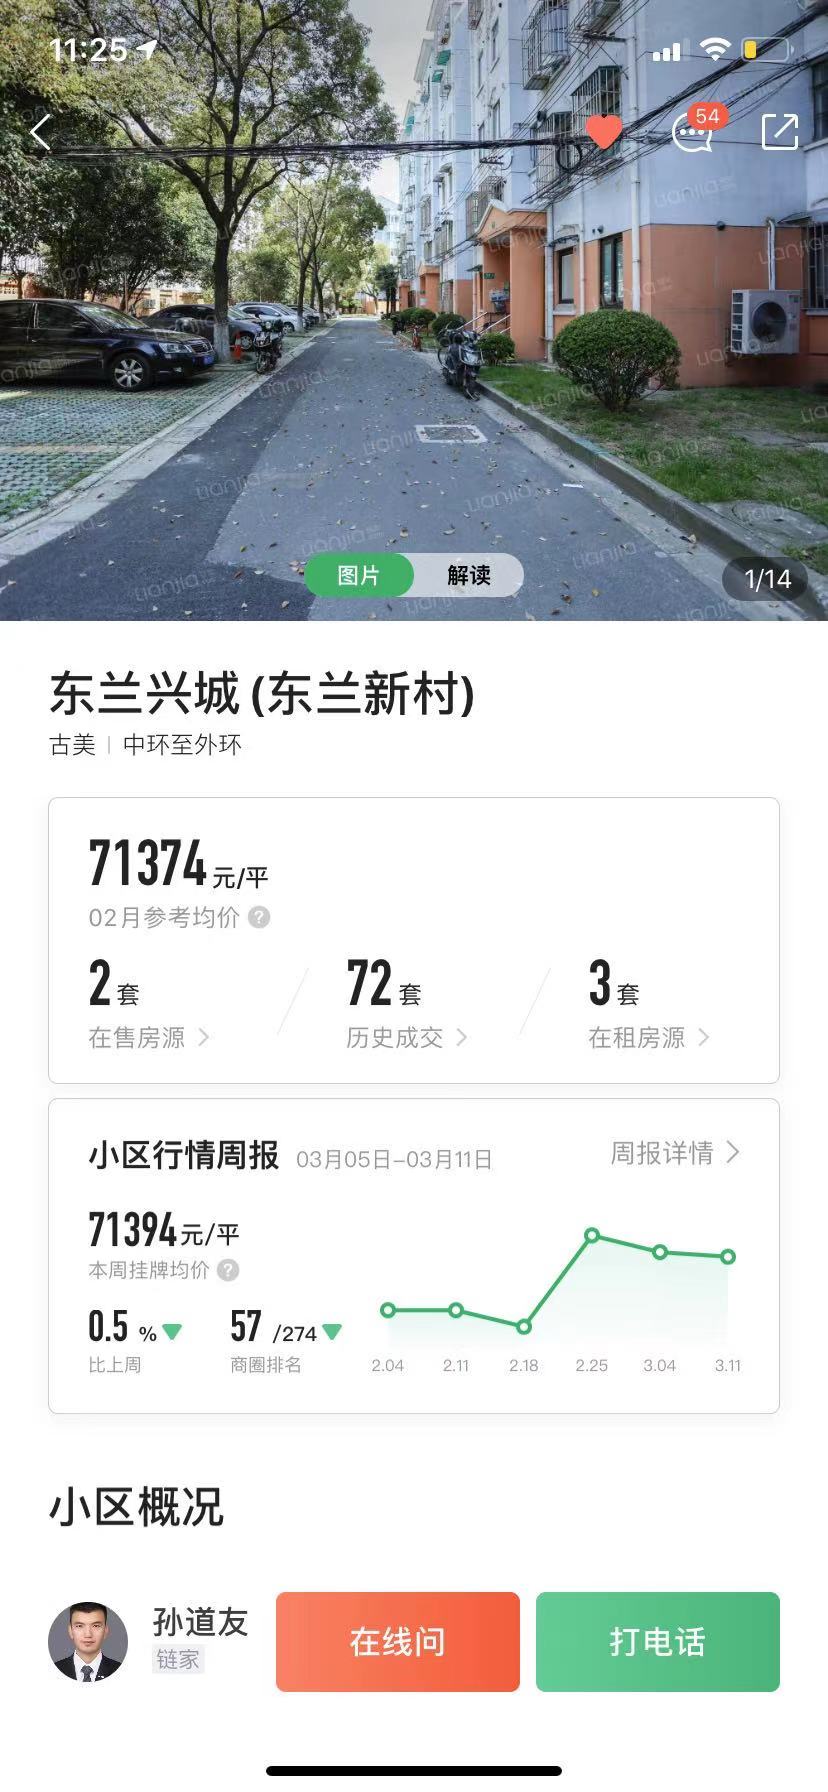 11:25
54
图片 解读
1/14
东兰兴城 (东兰新村)
古美 | 中环至外环
71374 元/平
02月参考均价 ?
2 套 72 套 3 套
在售房源 历史成交 在租房源
小区行情周报 03月05日-03月11日 周报详情
71394 元/平
本周挂牌均价 ?
0.5 % 57 /274
比上周 商圈排名
2.04 2.11 2.18 2.25 3.04 3.11
小区概况
孙道友
链家
在线问
打电话